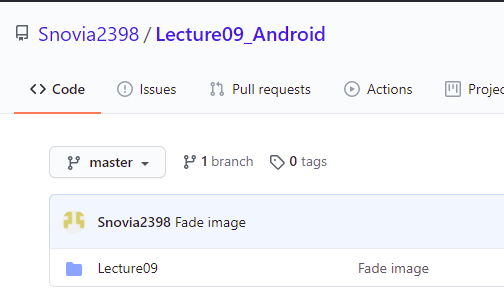 Snovia2398 / Lecture09_Android
Code Issues Pull requests Actions Projec
master 1 branch 0 tags
Snovia2398 Fade image
Lecture09 Fade image